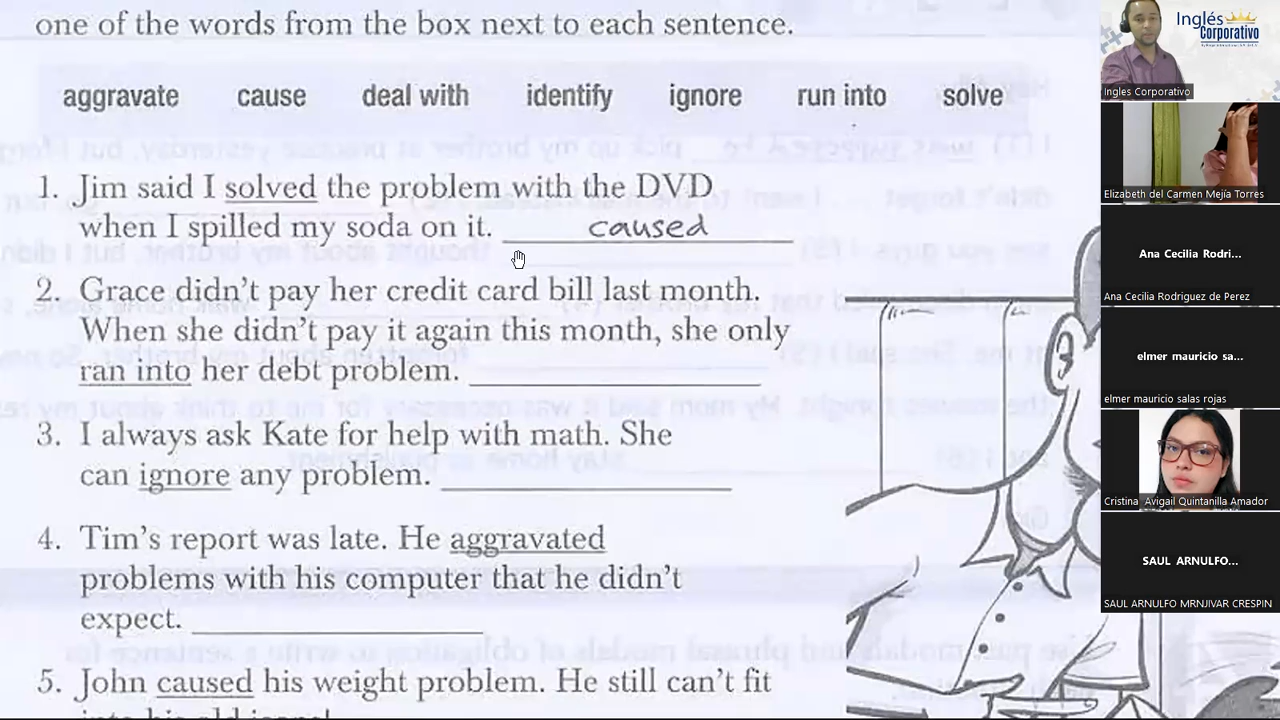 one of the words from the box next to each sentence.
aggravate cause deal with identify ignore run into solve
1. Jim said I solved the problem with the DVD
when I spilled my soda on it. caused
2. Grace didn't pay her credit card bill last month.
When she didn't pay it again this month, she only
ran into her debt problem.
3. I always ask Kate for help with math. She
can ignore any problem.
4. Tim's report was late. He aggravated
problems with his computer that he didn't
expect.
5. John caused his weight problem. He still can't fit
Inglés
Corporativo
Ingles Corporativo
Elizabeth del Carmen Mejía Torres
Ana Cecilia Rodri...
Ana Cecilia Rodriguez de Perez
elmer mauricio sa...
elmer mauricio salas rojas
Cristina Avigail Quintanilla Amador
SAUL ARNULFO...
SAUL ARNULFO MRNJIVAR CRESPIN